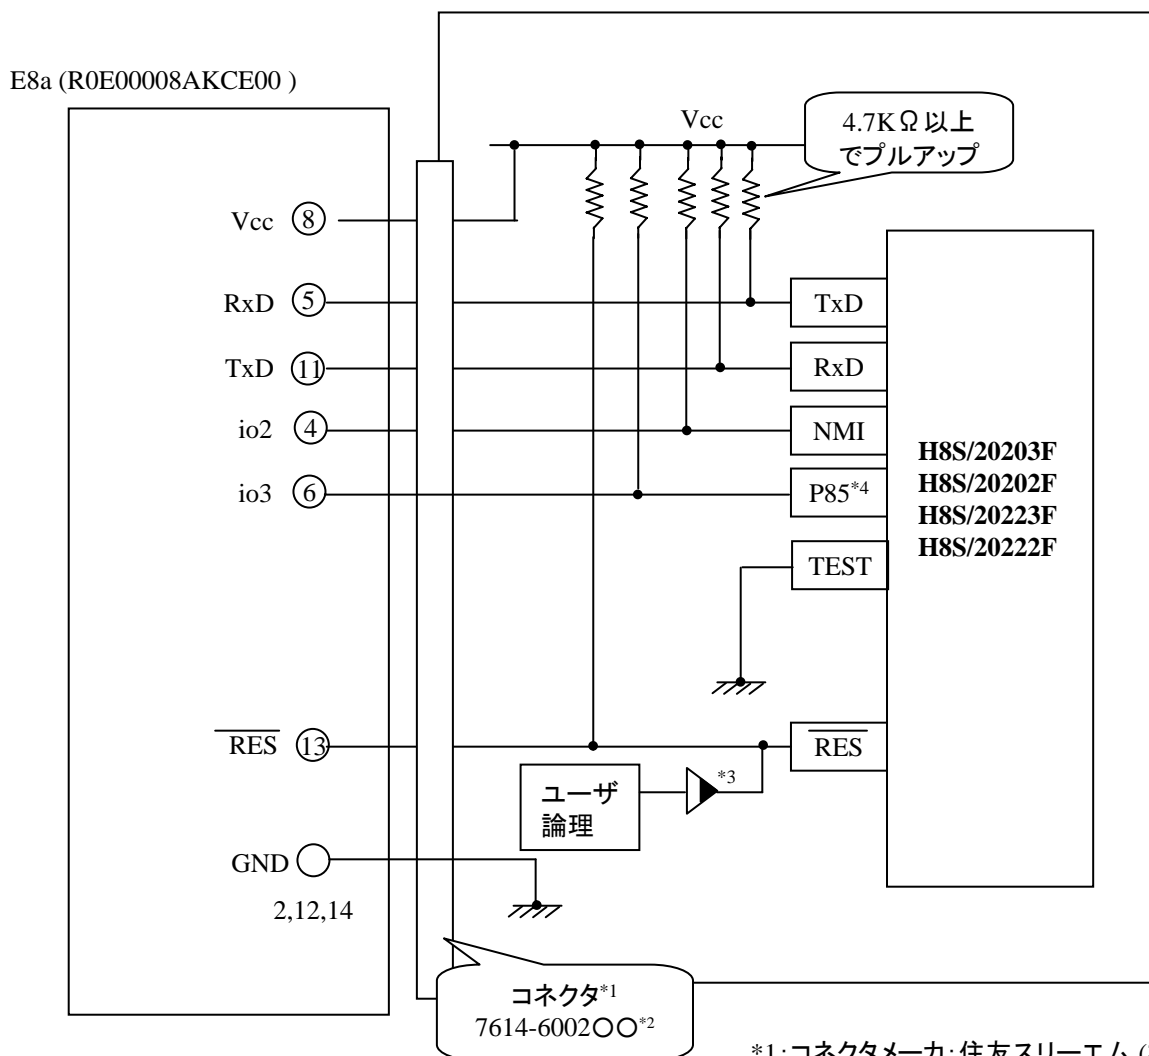 E8a (R0E00008AKCE00 )
Vcc
4.7KΩ以上
でプルアップ
Vcc 8
RxD 5
TxD
TxD 11
RxD
io2 4
NMI
io3 6
P85*4
H8S/20203F
H8S/20202F
H8S/20223F
H8S/20222F
TEST
RES 13
RES
*3
ユーザ
論理
GND
2,12,14
コネクタ*1
7614-6002〇〇*2
*1:コネクタメーカ:住友スリーエム (